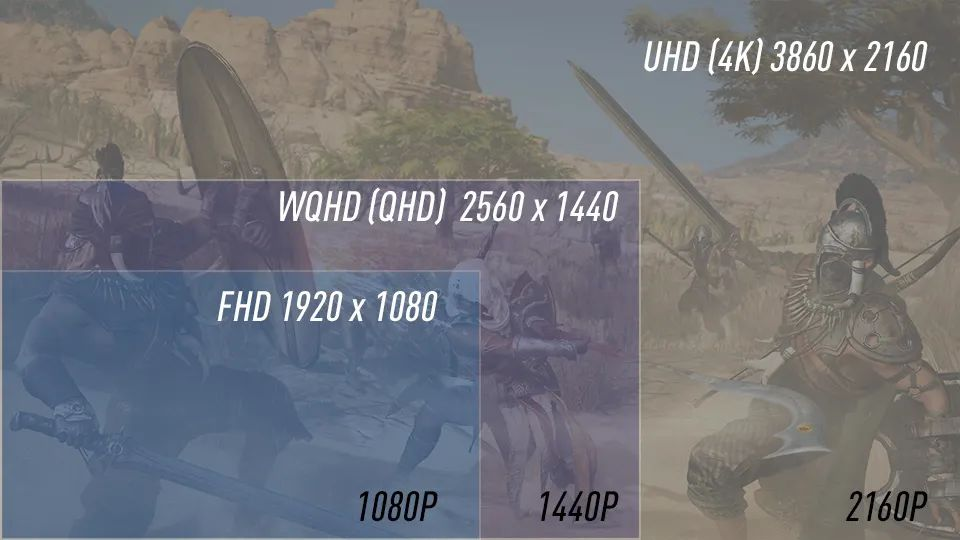 UHD (4K) 3860 x 2160
WQHD (QHD) 2560 x 1440
FHD 1920 x 1080
1080P
1440P
2160P